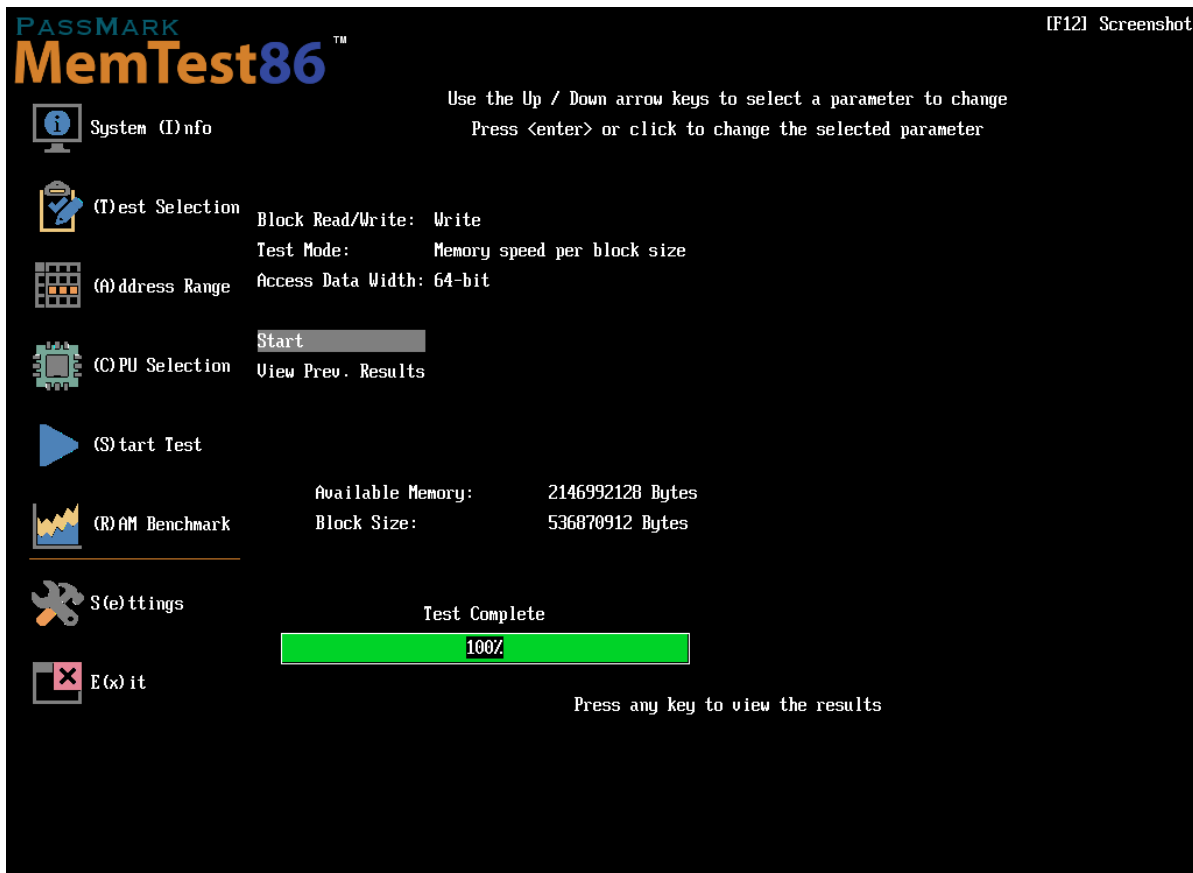 PASSMARK
MemTest86™
[F12] Screenshot
Use the Up / Down arrow keys to select a parameter to change
Press <enter> or click to change the selected parameter
System (I)nfo
(T)est Selection
(A)ddress Range
(C)PU Selection
(S)tart Test
(R)AM Benchmark
S(e)ttings
E(x)it
Block Read/Write: Write
Test Mode: Memory speed per block size
Access Data Width: 64-bit
Start
View Prev. Results
Available Memory: 2146992128 Bytes
Block Size: 536870912 Bytes
Test Complete
100%
Press any key to view the results